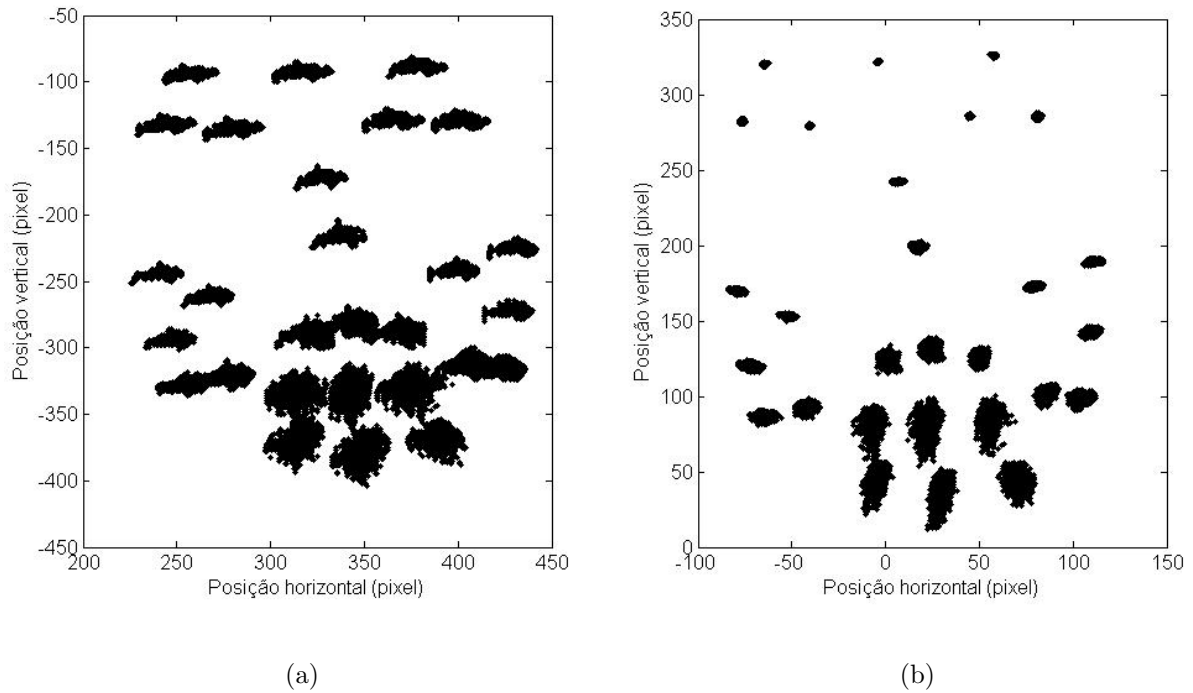 -50
-100
-150
-200
-250
-300
-350
-400
-450
200 250 300 350 400 450
Posição vertical (pixel)
Posição horizontal (pixel)
(a)
350
300
250
200
150
100
50
0
-100 -50 0 50 100 150
Posição vertical (pixel)
Posição horizontal (pixel)
(b)